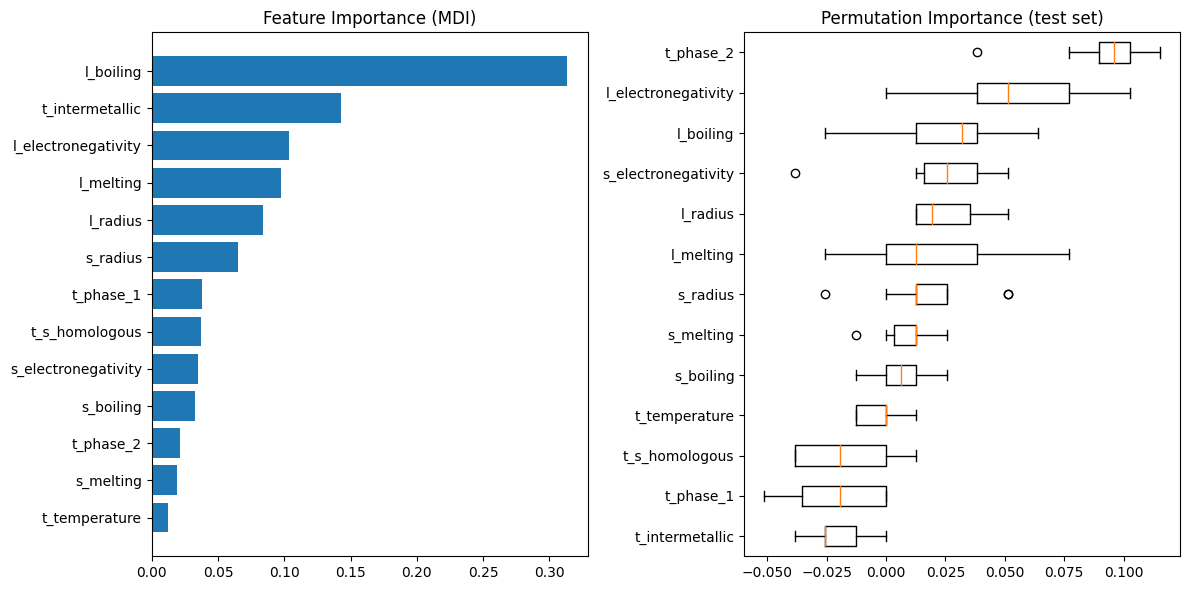 Feature Importance (MDI)
l_boiling
t_intermetallic
l_electronegativity
l_melting
l_radius
s_radius
t_phase_1
t_s_homologous
s_electronegativity
s_boiling
t_phase_2
s_melting
t_temperature
0.00 0.05 0.10 0.15 0.20 0.25 0.30
Permutation Importance (test set)
t_phase_2
l_electronegativity
l_boiling
s_electronegativity
l_radius
l_melting
s_radius
s_melting
s_boiling
t_temperature
t_s_homologous
t_phase_1
t_intermetallic
−0.050 −0.025 0.000 0.025 0.050 0.075 0.100